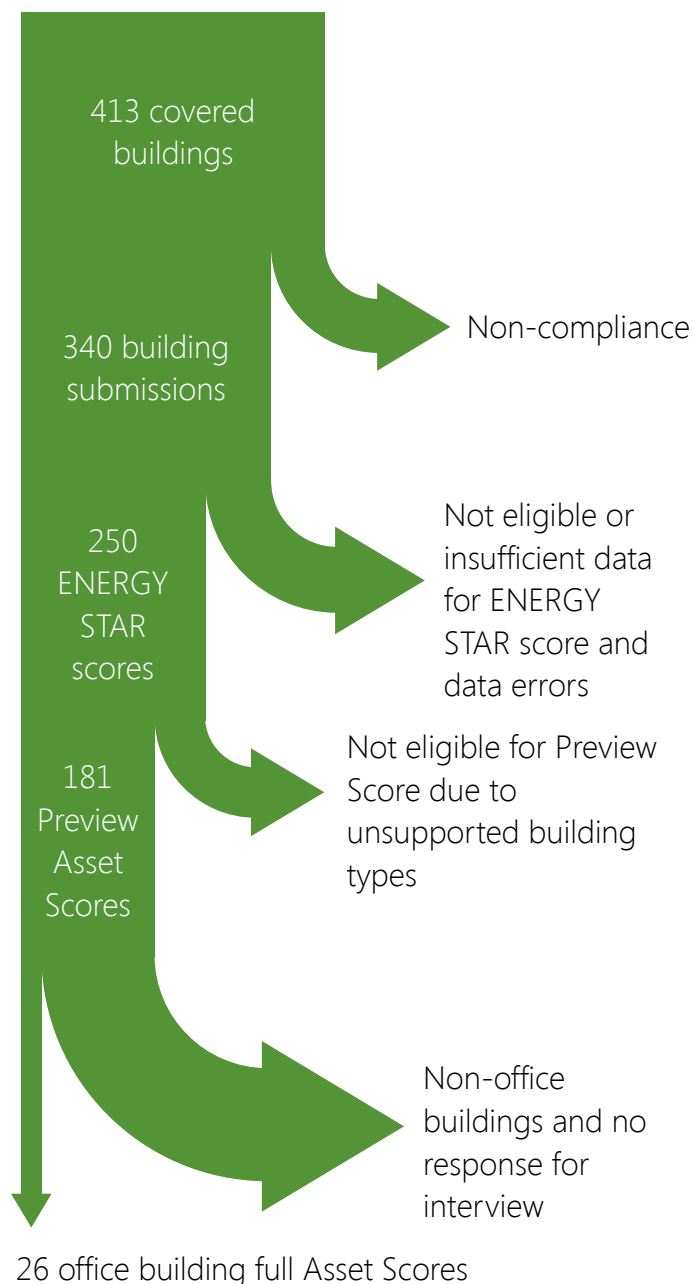 413 covered
buildings
Non-compliance
340 building
submissions
Not eligible or
insufficient data
for ENERGY
STAR score and
data errors
250
ENERGY
STAR
scores
Not eligible for Preview
Score due to
unsupported building
types
181
Preview
Asset
Scores
Non-office
buildings and no
response for
interview
26 office building full Asset Scores